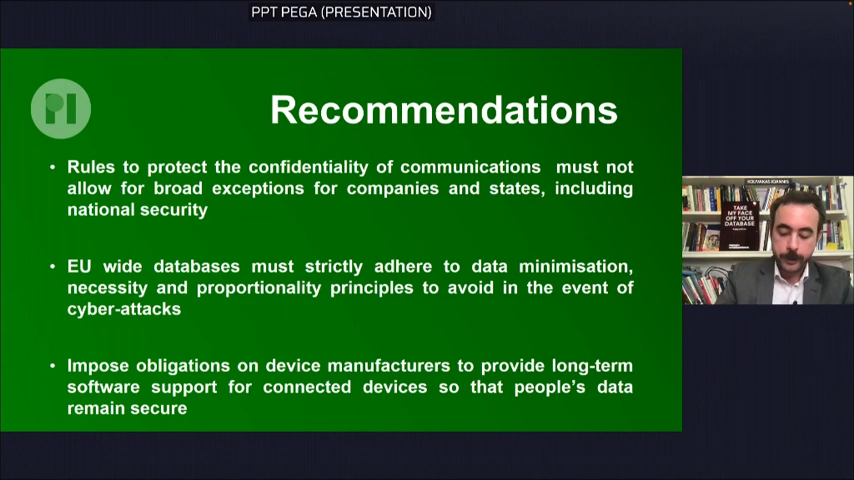 PPT PEGA (PRESENTATION)
PI
Recommendations
• Rules to protect the confidentiality of communications must not
allow for broad exceptions for companies and states, including
national security
• EU wide databases must strictly adhere to data minimisation,
necessity and proportionality principles to avoid in the event of
cyber-attacks
• Impose obligations on device manufacturers to provide long-term
software support for connected devices so that people's data
remain secure
TAKE
MY FACE
OFF YOUR
DATABASE